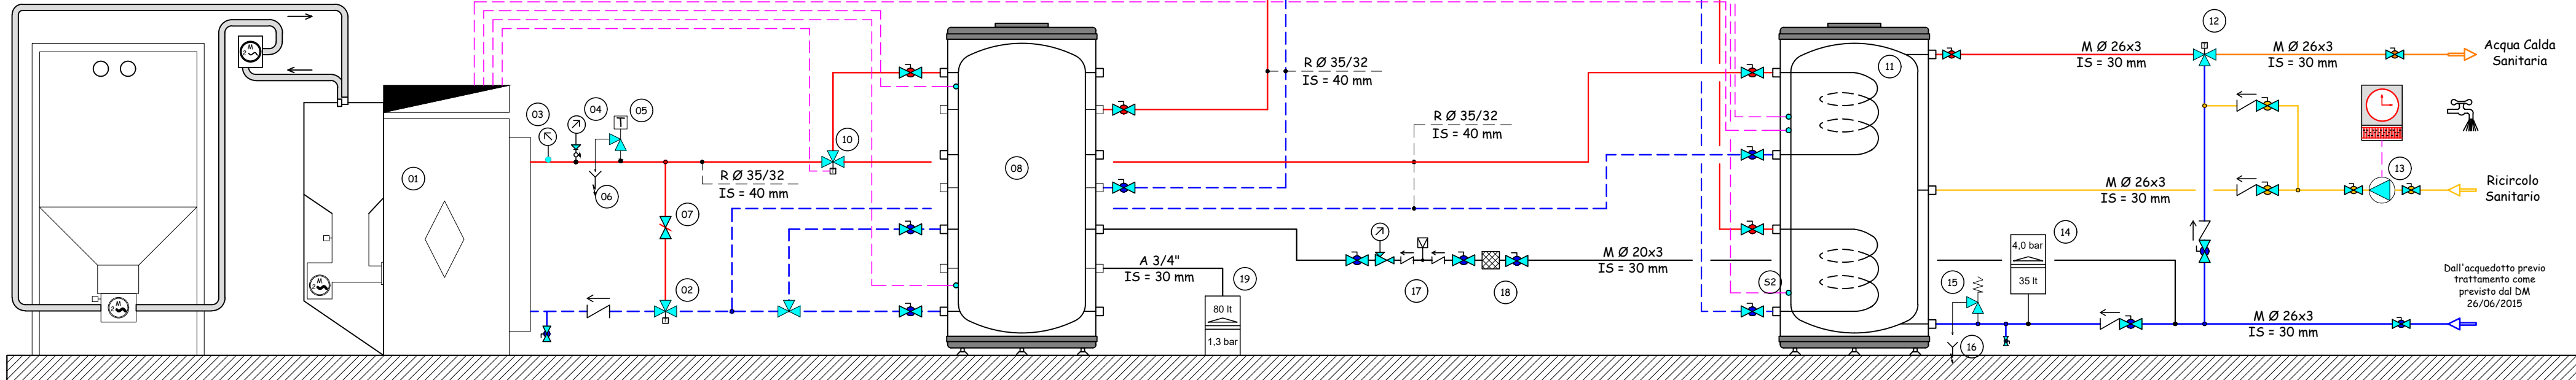 12
M Ø 26x3
IS = 30 mm
M Ø 26x3
IS = 30 mm
Acqua Calda
Sanitaria
M
2
R Ø 35/32
IS = 40 mm
11
03
04
05
T
10
R Ø 35/32
IS = 40 mm
01
06
R Ø 35/32
IS = 40 mm
08
13
M Ø 26x3
IS = 30 mm
Ricircolo
Sanitario
07
14
4,0 bar
35 lt
17
18
M Ø 20x3
IS = 30 mm
A 3/4"
IS = 30 mm
19
80 lt
1,3 bar
S2
15
16
02
M
2
M
2
M Ø 26x3
IS = 30 mm
Dall'acquedotto previo
trattamento come
previsto dal DM
26/06/2015